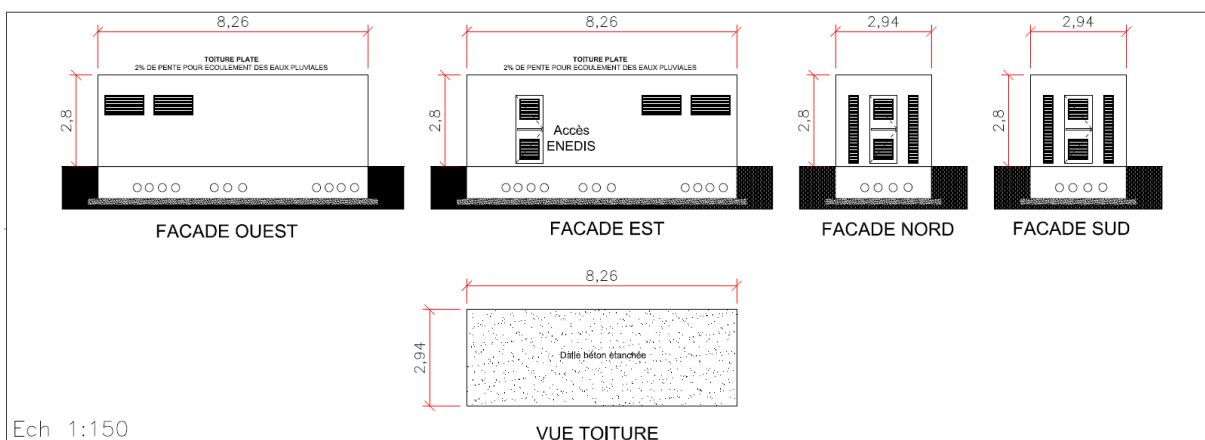 8,26
8,26
2,94
2,94
TOITURE PLATE
2% DE PENTE POUR ECOULEMENT DES EAUX PLUVIALES
TOITURE PLATE
2% DE PENTE POUR ECOULEMENT DES EAUX PLUVIALES
2,8
2,8
2,8
2,8
Accès
ENEDIS
FACADE OUEST
FACADE EST
FACADE NORD
FACADE SUD
8,26
2,94
Dalle béton étanchée
Ech 1:150
VUE TOITURE